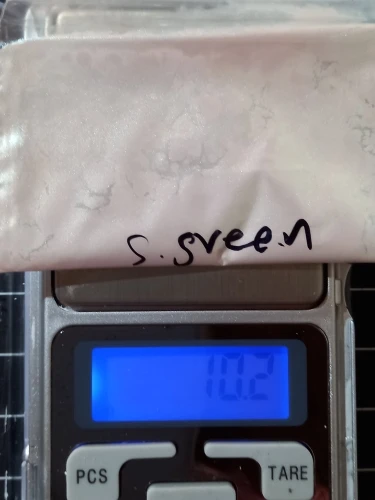 s.green
10.2
PCS
TARE